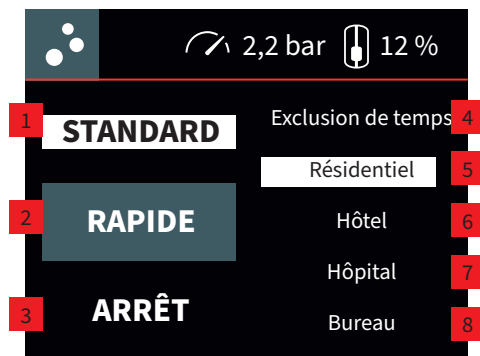 2,2 bar 12 %
1 STANDARD
2 RAPIDE
3 ARRÊT
Exclusion de temps 4
Résidentiel 5
Hôtel 6
Hôpital 7
Bureau 8